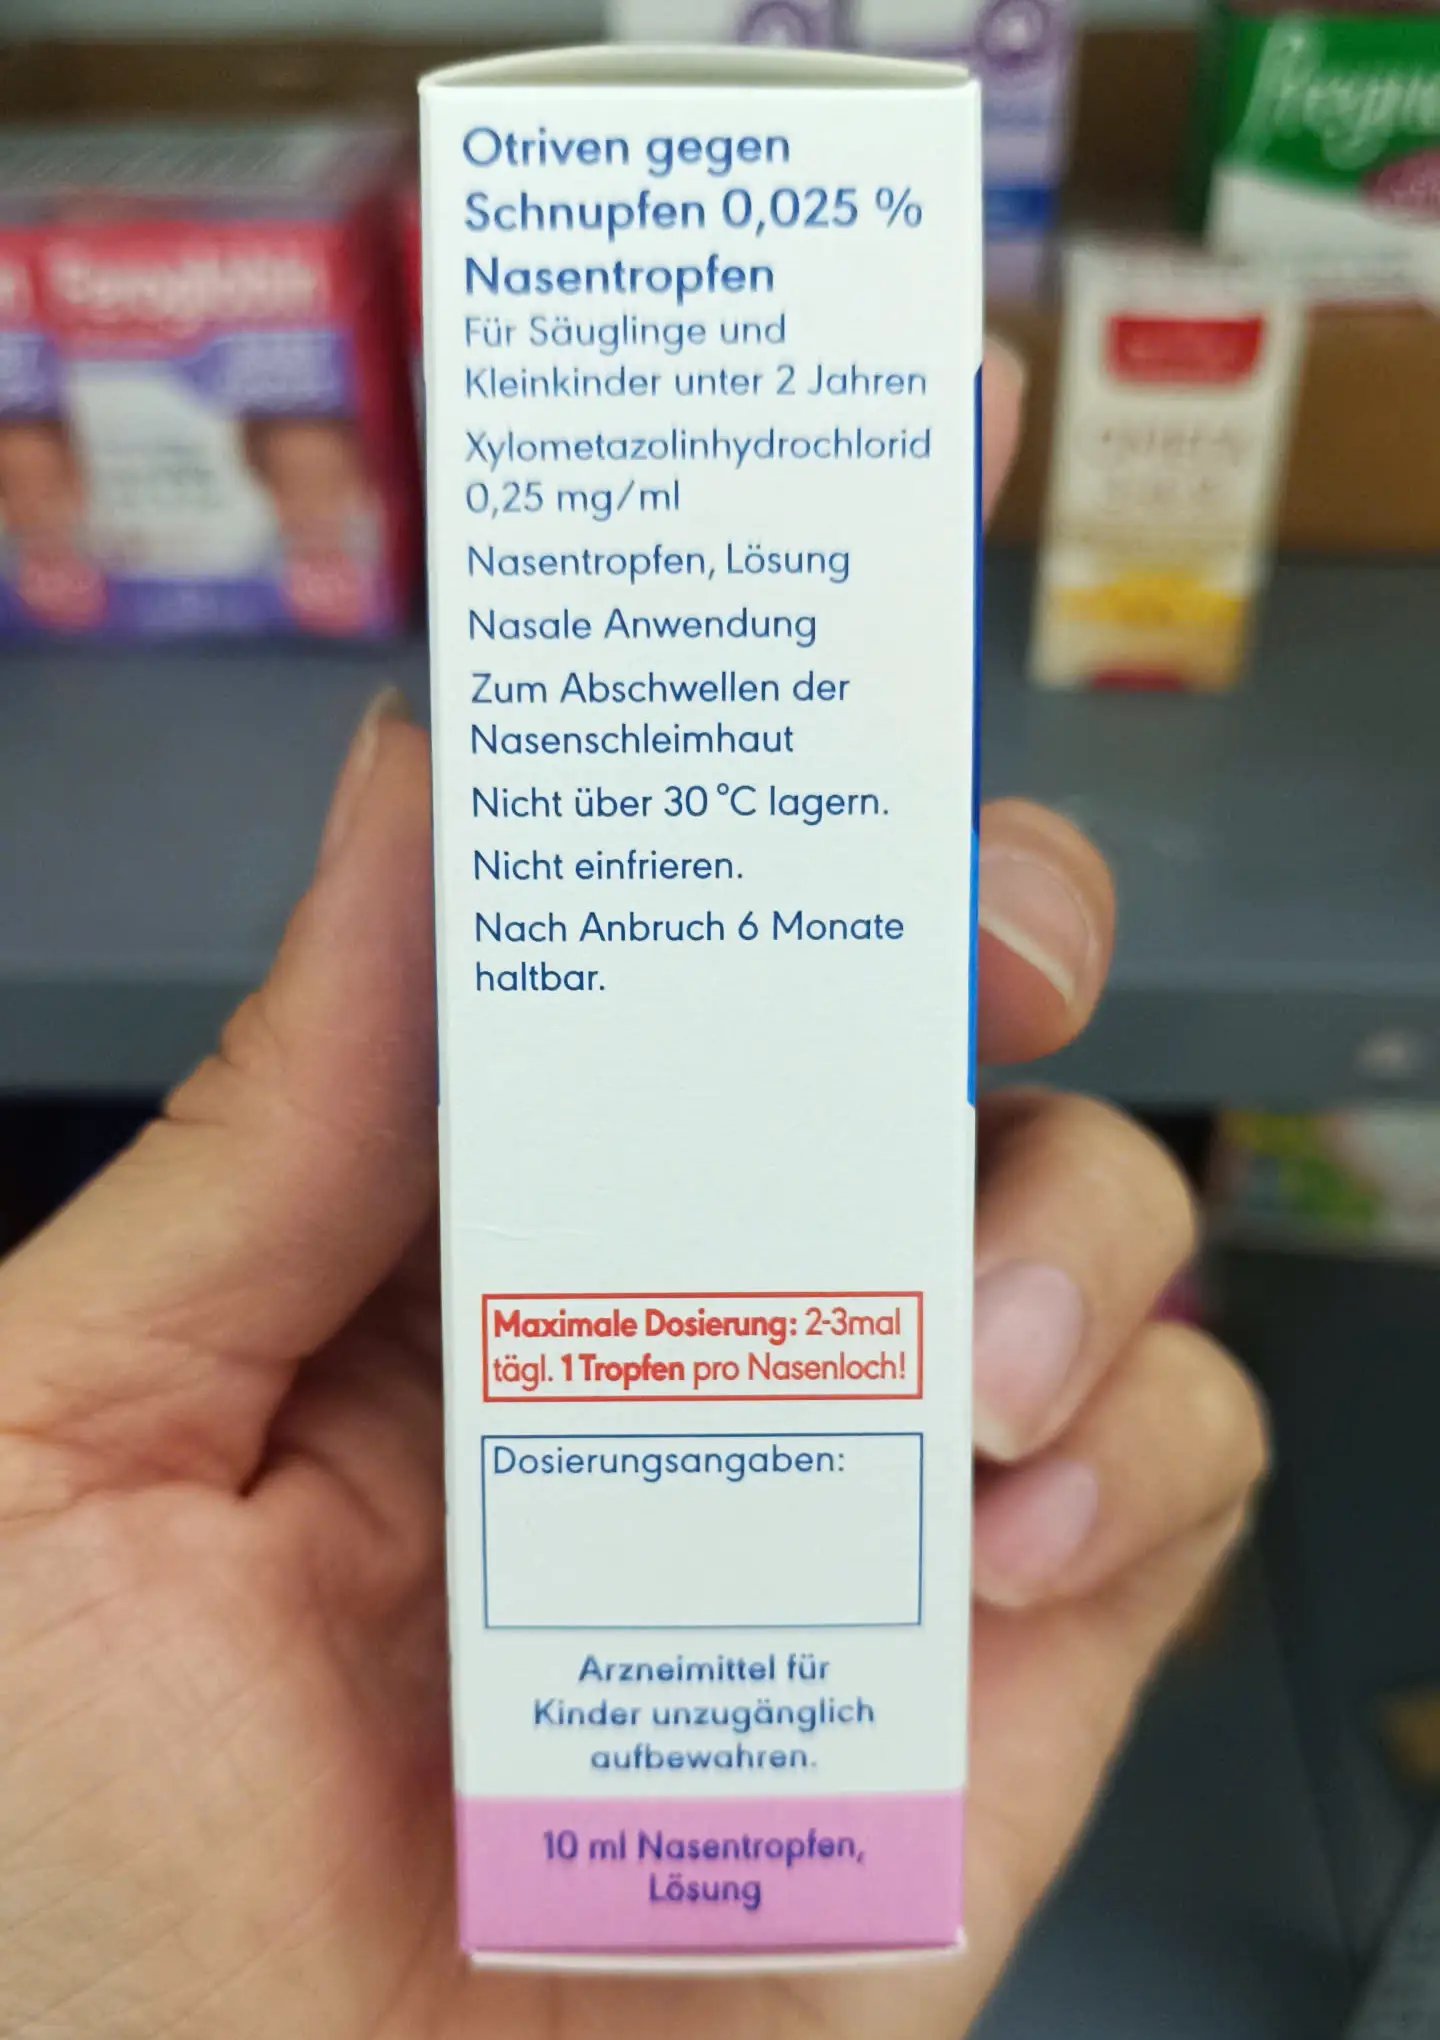 Otriven gegen
Schnupfen 0,025 %
Nasentropfen
Für Säuglinge und
Kleinkinder unter 2 Jahren
Xylometazolinhydrochlorid
0,25 mg/ml
Nasentropfen, Lösung
Nasale Anwendung
Zum Abschwellen der
Nasenschleimhaut
Nicht über 30 °C lagern.
Nicht einfrieren.
Nach Anbruch 6 Monate
haltbar.
Maximale Dosierung: 2-3mal
tägl. 1 Tropfen pro Nasenloch!
Dosierungsangaben:
Arzneimittel für
Kinder unzugänglich
aufbewahren.
10 ml Nasentropfen,
Lösung